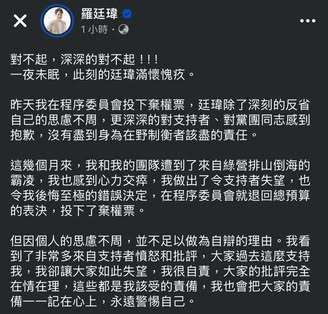 羅廷瑋
1 小時 ·
對不起，深深的對不起 ! ! !
一夜未眠，此刻的廷瑋滿懷愧疚。
昨天我在程序委員會投下棄權票，廷瑋除了深刻的反省
自己的思慮不周，更深深的對支持者、對黨團同志感到
抱歉，沒有盡到身為在野制衡者該盡的責任。
這幾個月來，我和我的團隊遭到了來自綠營排山倒海的
霸凌，我也感到心力交瘁，我做出了令支持者失望，也
令我後悔至極的錯誤決定，在程序委員會就退回總預算
的表決，投下了棄權票。
但因個人的思慮不周，並不足以做為自辯的理由。我看
到了非常多來自支持者憤怒和批評，大家過去這麼支持
我，我卻讓大家如此失望，我很自責，大家的批評完全
在情在理，這些都是我該受的責備，我也會把大家的責
備一一記在心上，永遠警惕自己。